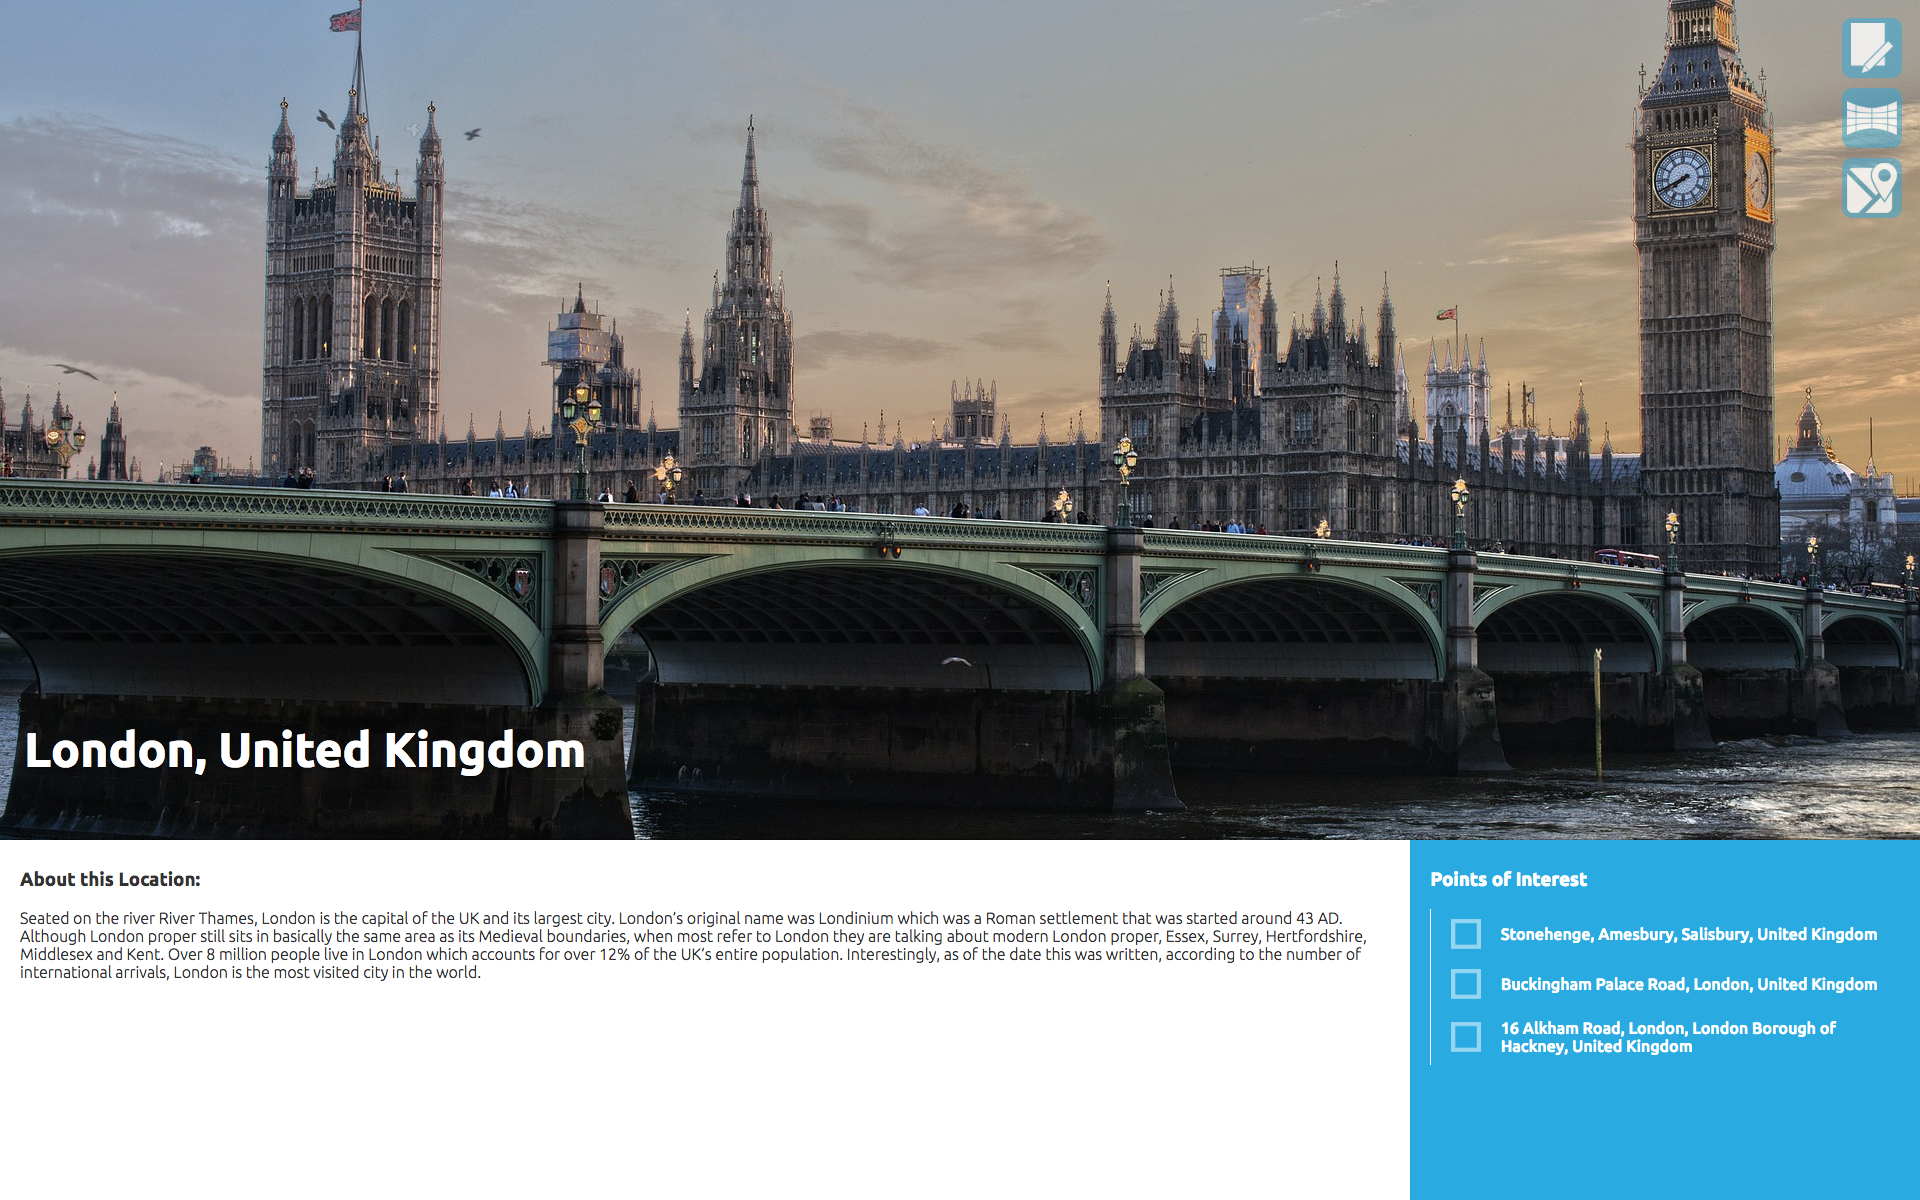 London, United Kingdom
About this Location:
Seated on the river River Thames, London is the capital of the UK and its largest city. London's original name was Londinium which was a Roman settlement that was started around 43 AD.
Although London proper still sits in basically the same area as its Medieval boundaries, when most refer to London they are talking about modern London proper, Essex, Surrey, Hertfordshire,
Middlesex and Kent. Over 8 million people live in London which accounts for over 12% of the UK's entire population. Interestingly, as of the date this was written, according to the number of
international arrivals, London is the most visited city in the world.
Points of Interest
Stonehenge, Amesbury, Salisbury, United Kingdom
Buckingham Palace Road, London, United Kingdom
16 Alkham Road, London, London Borough of
Hackney, United Kingdom